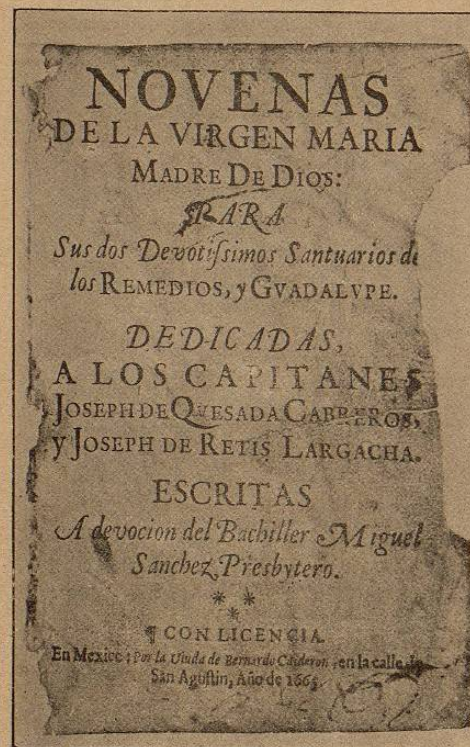 NOVENAS
DE LA VIRGEN MARIA
MADRE DE DIOS:
PARA
Sus dos Devotissimos Santuarios de
los REMEDIOS, y GVADALVPE.
DEDICADAS,
A LOS CAPITANES
JOSEPH DE QUESADA CABREROS,
y JOSEPH DE RETIS LARGACHA.
ESCRITAS
A devocion del Bachiller Miguel
Sanchez, Presbytero.
* *
*
¶ CON LICENCIA.
En Mexico: Por la Viuda de Bernardo Calderon, en la calle de
San Agustin, Año de 1665.